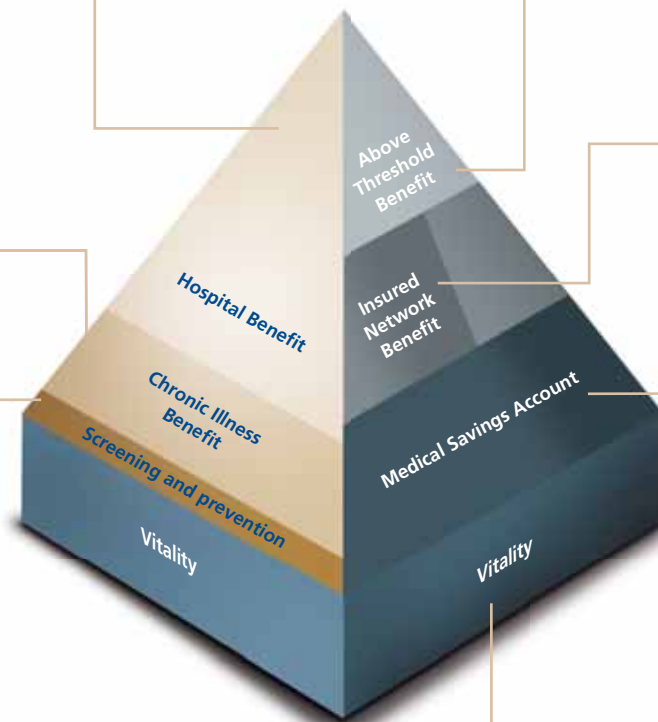 Above
Threshold
Benefit
Insured
Network
Benefit
Hospital Benefit
Chronic Illness
Benefit
Medical Savings Account
Screening and prevention
Vitality
Vitality